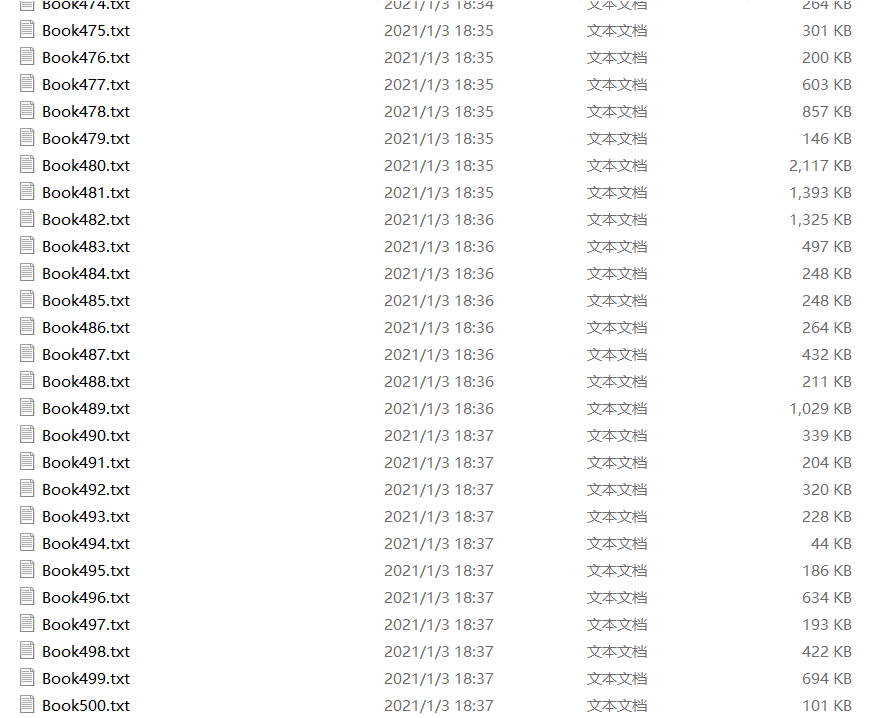 Book474.txt 2021/1/3 18:34 文本文档 264 KB
Book475.txt 2021/1/3 18:35 文本文档 301 KB
Book476.txt 2021/1/3 18:35 文本文档 200 KB
Book477.txt 2021/1/3 18:35 文本文档 603 KB
Book478.txt 2021/1/3 18:35 文本文档 857 KB
Book479.txt 2021/1/3 18:35 文本文档 146 KB
Book480.txt 2021/1/3 18:35 文本文档 2,117 KB
Book481.txt 2021/1/3 18:35 文本文档 1,393 KB
Book482.txt 2021/1/3 18:36 文本文档 1,325 KB
Book483.txt 2021/1/3 18:36 文本文档 497 KB
Book484.txt 2021/1/3 18:36 文本文档 248 KB
Book485.txt 2021/1/3 18:36 文本文档 248 KB
Book486.txt 2021/1/3 18:36 文本文档 264 KB
Book487.txt 2021/1/3 18:36 文本文档 432 KB
Book488.txt 2021/1/3 18:36 文本文档 211 KB
Book489.txt 2021/1/3 18:36 文本文档 1,029 KB
Book490.txt 2021/1/3 18:37 文本文档 339 KB
Book491.txt 2021/1/3 18:37 文本文档 204 KB
Book492.txt 2021/1/3 18:37 文本文档 320 KB
Book493.txt 2021/1/3 18:37 文本文档 228 KB
Book494.txt 2021/1/3 18:37 文本文档 44 KB
Book495.txt 2021/1/3 18:37 文本文档 186 KB
Book496.txt 2021/1/3 18:37 文本文档 634 KB
Book497.txt 2021/1/3 18:37 文本文档 193 KB
Book498.txt 2021/1/3 18:37 文本文档 422 KB
Book499.txt 2021/1/3 18:37 文本文档 694 KB
Book500.txt 2021/1/3 18:37 文本文档 101 KB